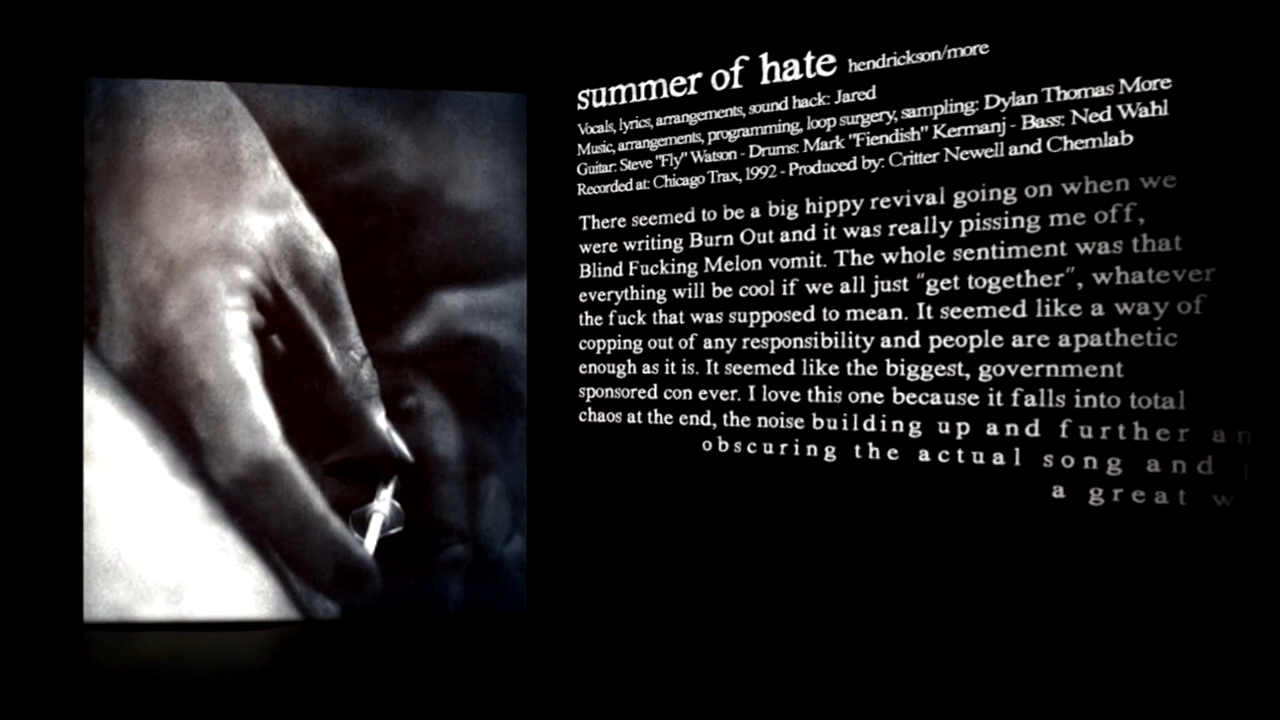 summer of hate hendrickson/more
Vocals, lyrics, arrangements, sound hack: Jared
Music, arrangements, programming, loop surgery, sampling: Dylan Thomas More
Guitar: Steve "Fly" Watson - Drums: Mark "Fiendish" Kermanj - Bass: Ned Wahl
Recorded at: Chicago Trax, 1992 - Produced by: Critter Newell and Chemlab
There seemed to be a big hippy revival going on when we
were writing Burn Out and it was really pissing me off,
Blind Fucking Melon vomit. The whole sentiment was that
everything will be cool if we all just "get together", whatever
the fuck that was supposed to mean. It seemed like a way of
copping out of any responsibility and people are apathetic
enough as it is. It seemed like the biggest, government
sponsored con ever. I love this one because it falls into total
chaos at the end, the noise building up and further
obscuring the actual song and
a great